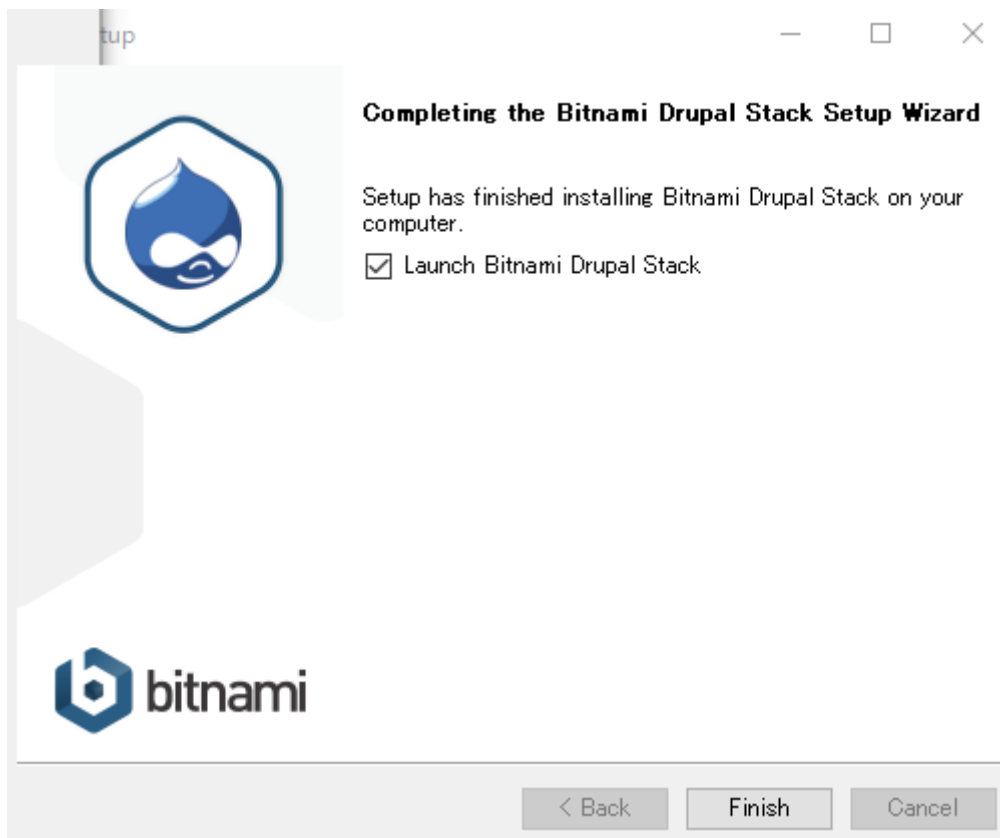 tup
Completing the Bitnami Drupal Stack Setup Wizard
Setup has finished installing Bitnami Drupal Stack on your
computer.
Launch Bitnami Drupal Stack
bitnami
< Back
Finish
Cancel